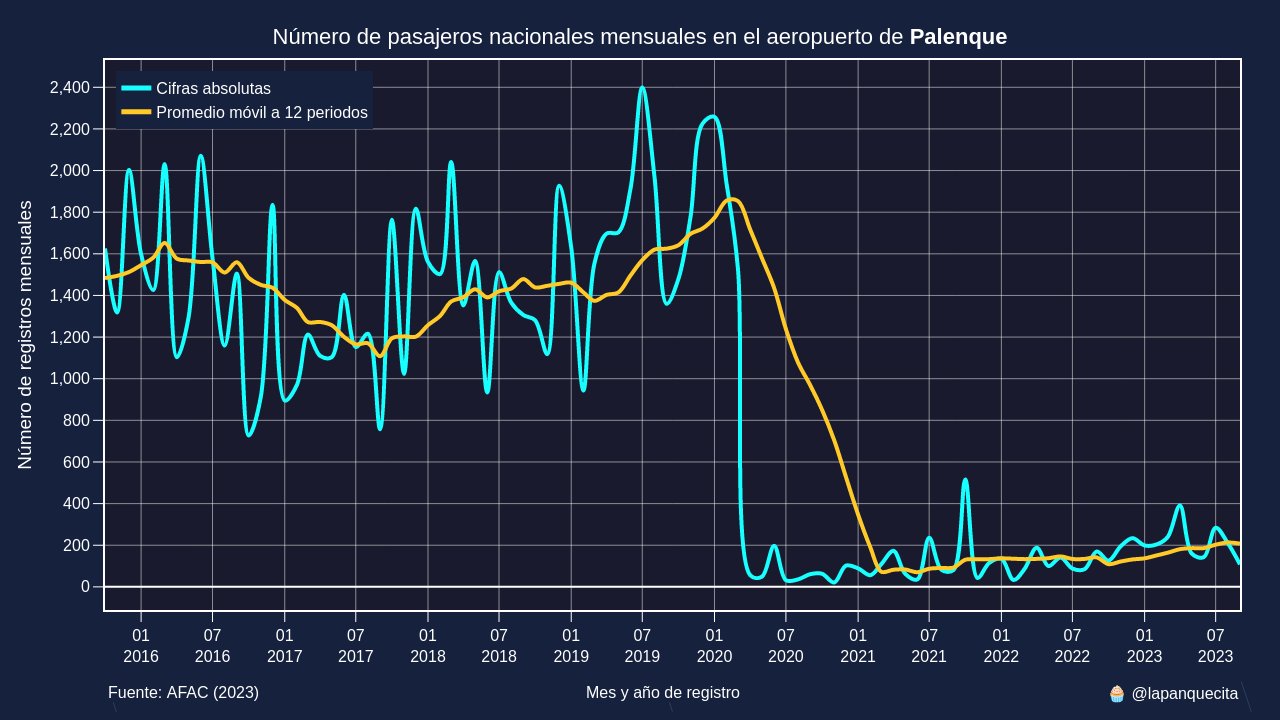 Número de pasajeros nacionales mensuales en el aeropuerto de Palenque
Cifras absolutas
Promedio móvil a 12 periodos
Número de registros mensuales
2,400
2,200
2,000
1,800
1,600
1,400
1,200
1,000
800
600
400
200
0
01 07 01 07 01 07 01 07 01 07 01 07 01 07 01 07
2016 2016 2017 2017 2018 2018 2019 2019 2020 2020 2021 2021 2022 2022 2023 2023
Fuente: AFAC (2023)
Mes y año de registro
🧁 @lapanquecita